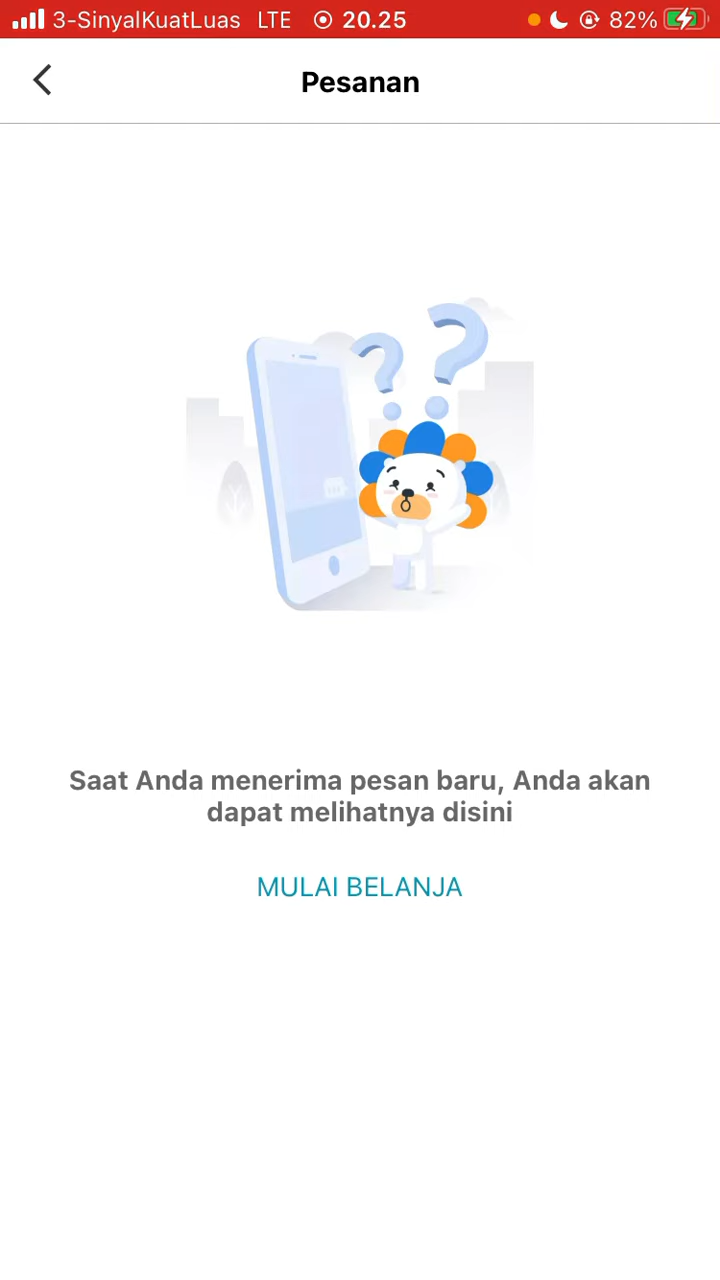 3-SinyalKuatLuas LTE 20.25 82%
Pesanan
Saat Anda menerima pesan baru, Anda akan
dapat melihatnya disini
MULAI BELANJA